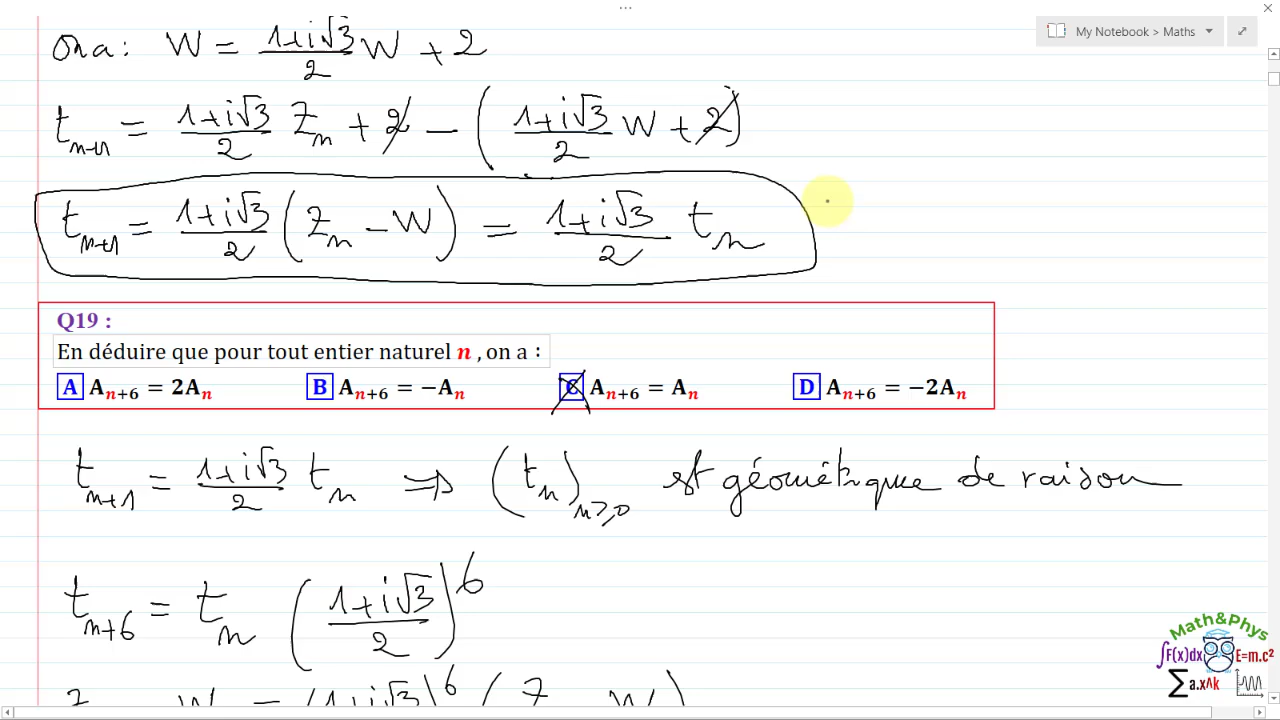 ...
My Notebook > Maths
on a : W = (1+i√3)/2 W + 2
t_{n+1} = (1+i√3)/2 Z_n + 2 − ((1+i√3)/2 W + 2)
t_{n+1} = (1+i√3)/2 (Z_n − W) = (1+i√3)/2 t_n
Q19 :
En déduire que pour tout entier naturel n , on a :
A A_{n+6} = 2A_n B A_{n+6} = −A_n C A_{n+6} = A_n D A_{n+6} = −2A_n
t_{n+1} = (1+i√3)/2 t_n ⇒ (t_n)_{n≥0} est géométrique de raison
t_{n+6} = t_n ((1+i√3)/2)^6
Math&Phys
∫F(x)dx E=m.c²
∑a.x∧k